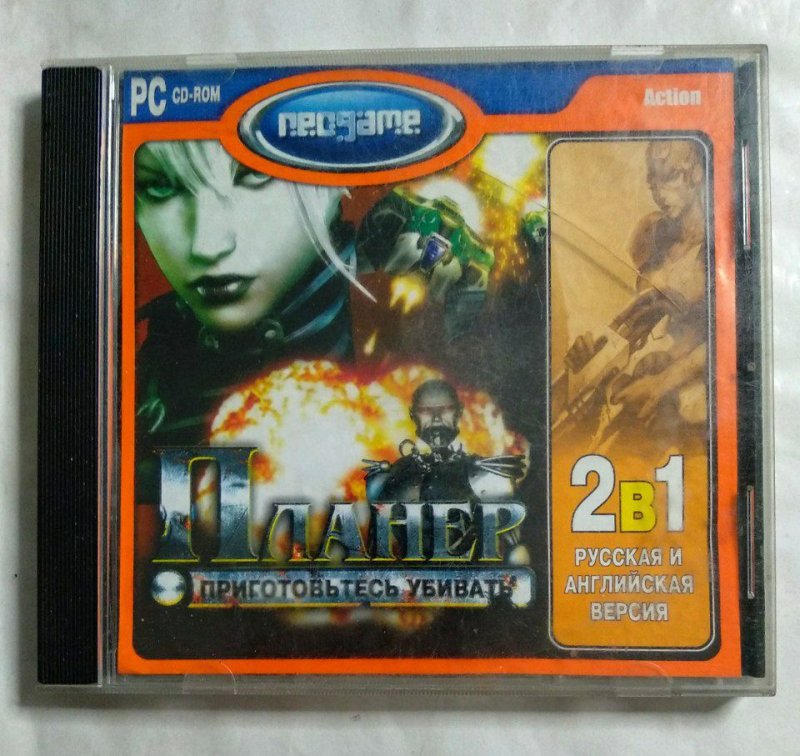 PC CD-ROM
neogame
Action
ПЛАНЕР
ПРИГОТОВЬТЕСЬ УБИВАТЬ
2в1
РУССКАЯ И
АНГЛИЙСКАЯ
ВЕРСИЯ